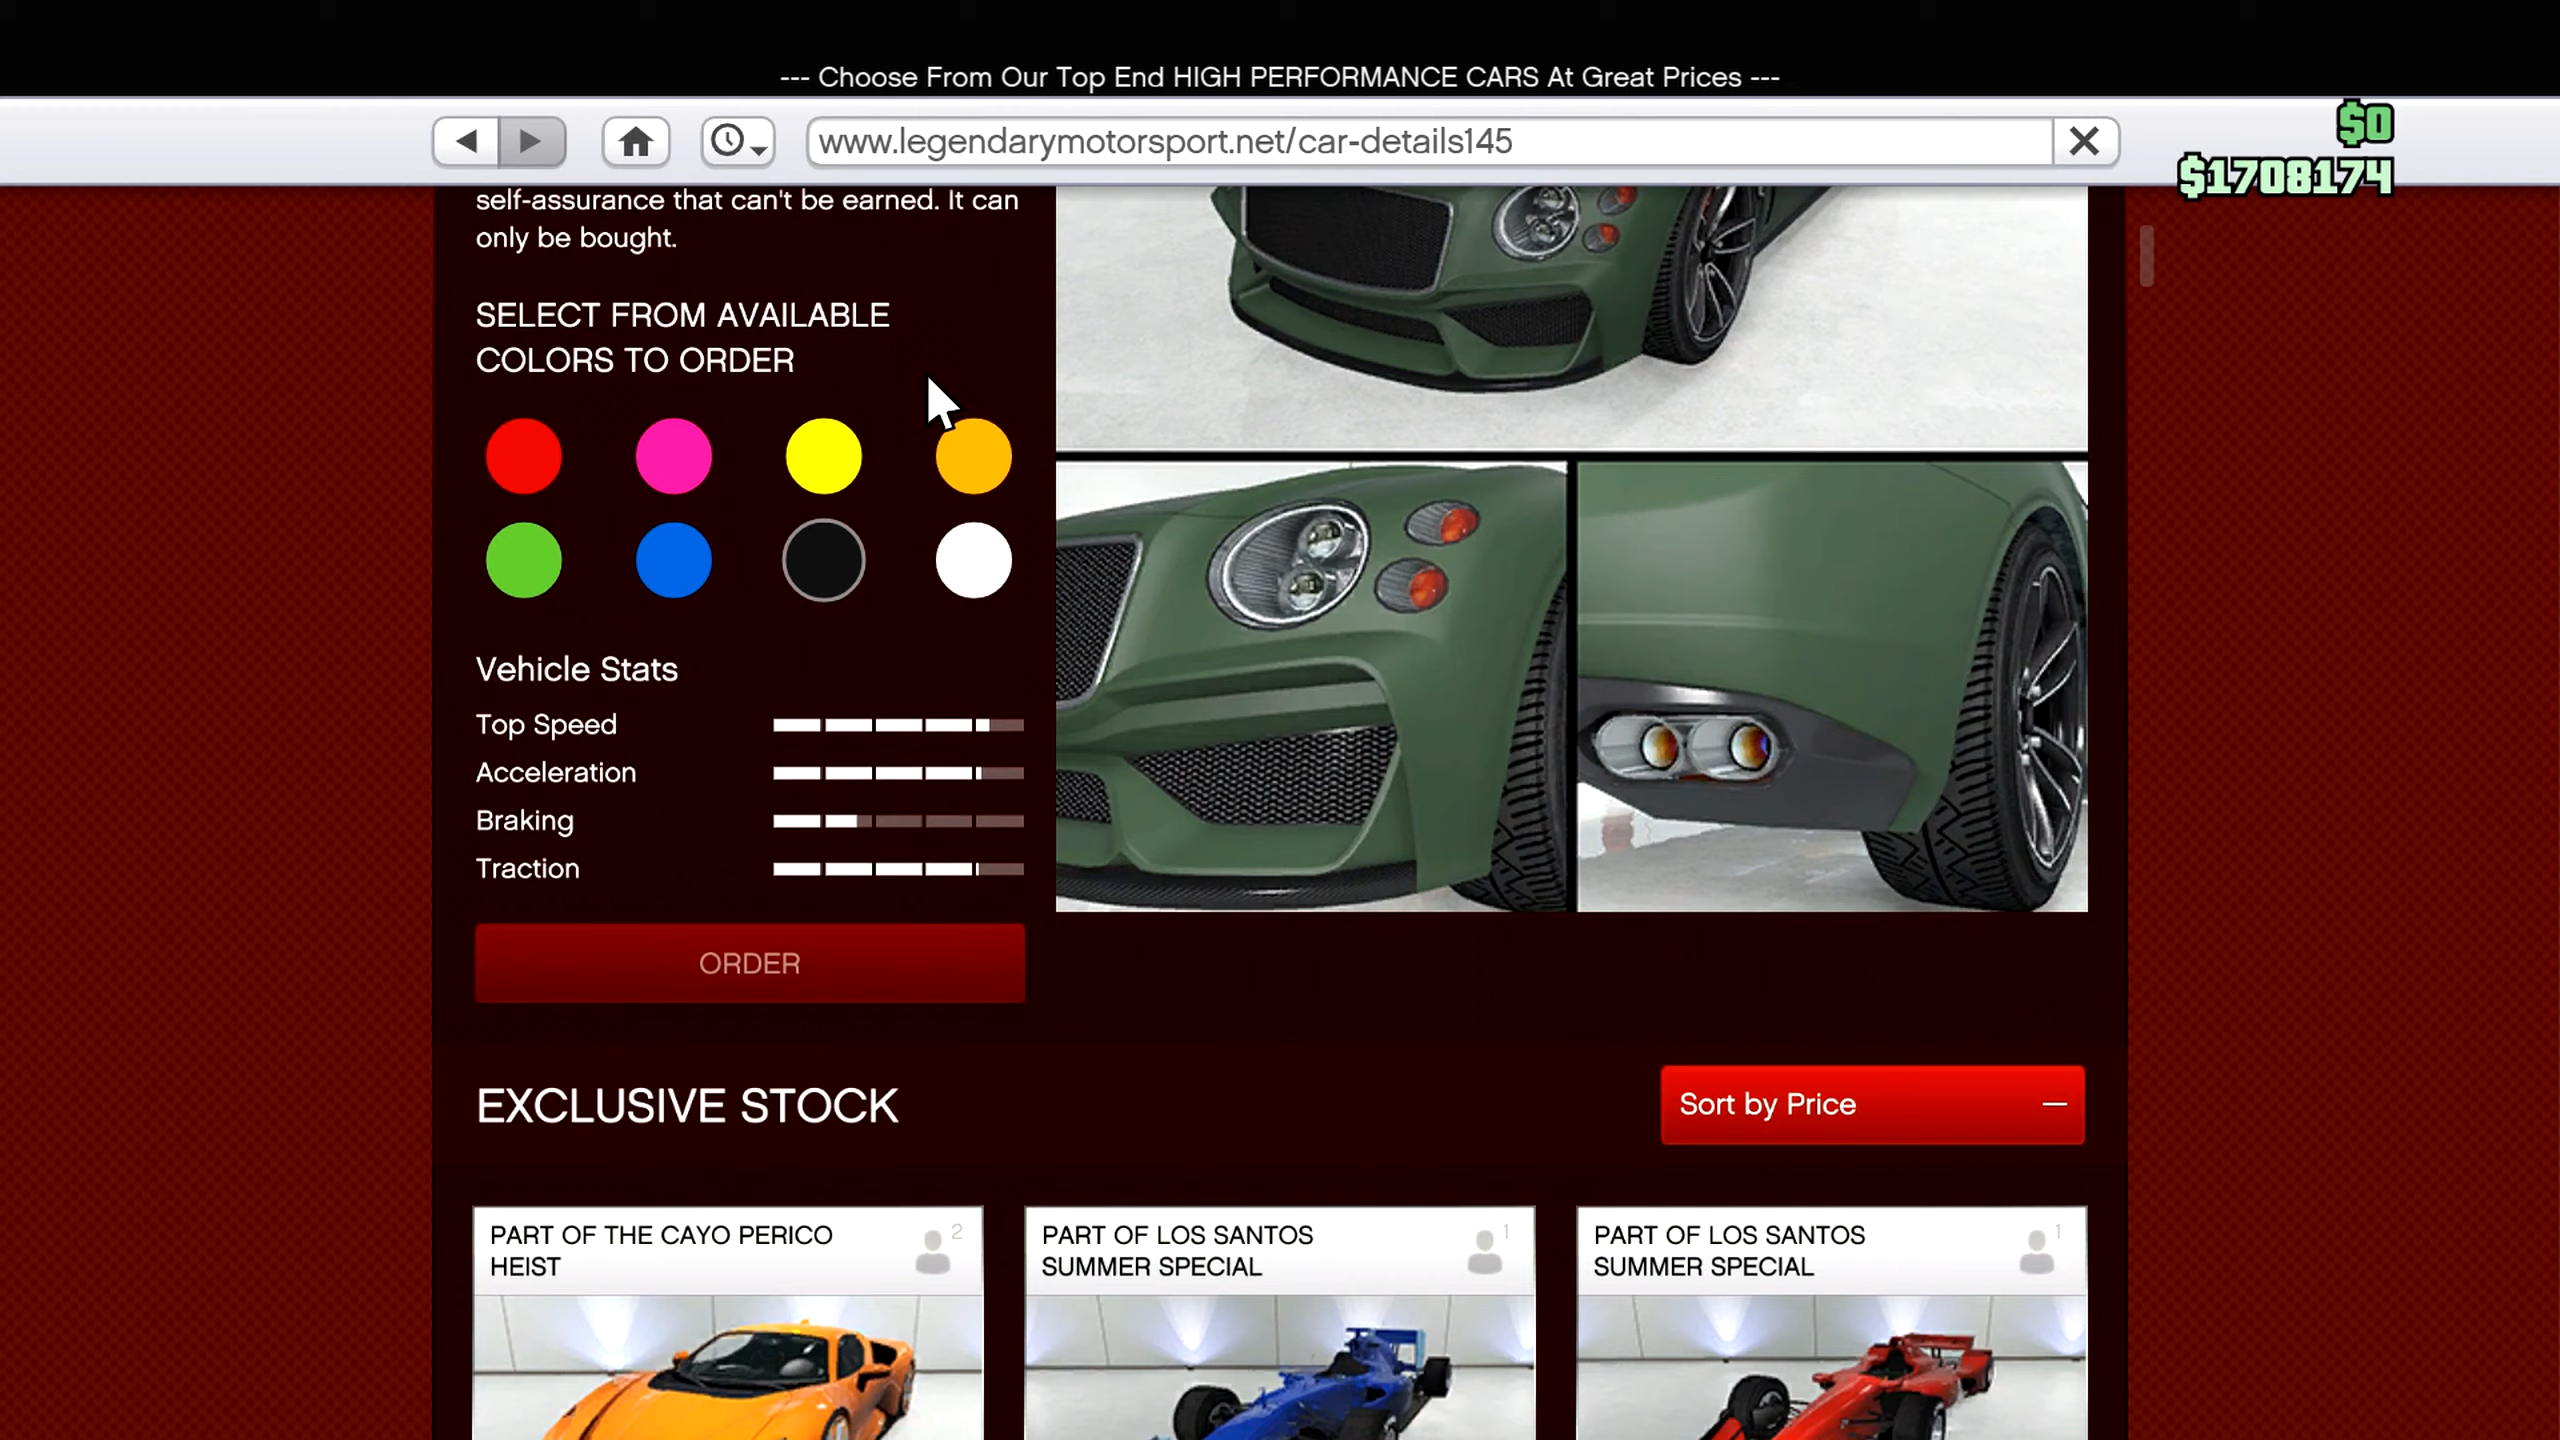 --- Choose From Our Top End HIGH PERFORMANCE CARS At Great Prices ---
www.legendarymotorsport.net/car-details145
$0
$1708174
self-assurance that can't be earned. It can
only be bought.
SELECT FROM AVAILABLE
COLORS TO ORDER
Vehicle Stats
Top Speed
Acceleration
Braking
Traction
ORDER
EXCLUSIVE STOCK
Sort by Price
PART OF THE CAYO PERICO
HEIST
2
PART OF LOS SANTOS
SUMMER SPECIAL
1
PART OF LOS SANTOS
SUMMER SPECIAL
1